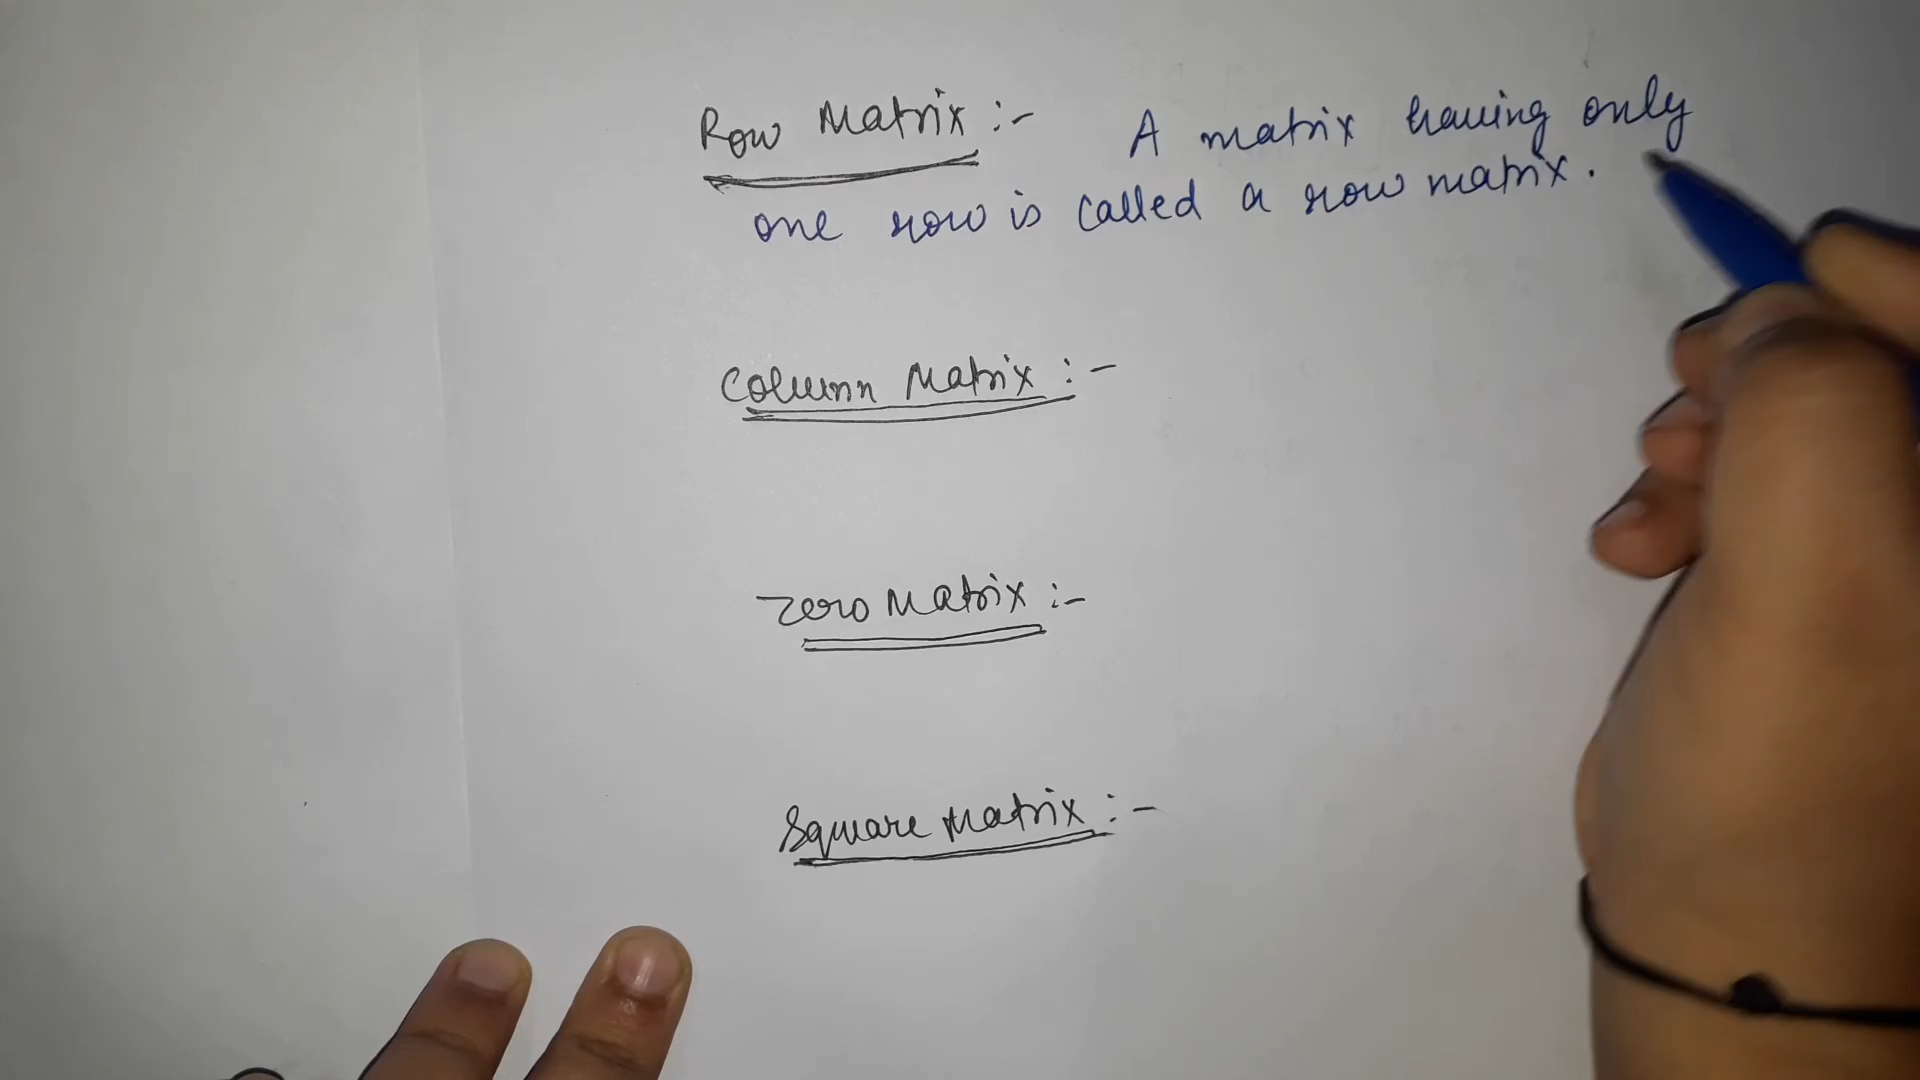 Row Matrix :- A matrix having only
one row is called a row matrix.
Column Matrix :-
Zero Matrix :-
Square Matrix :-